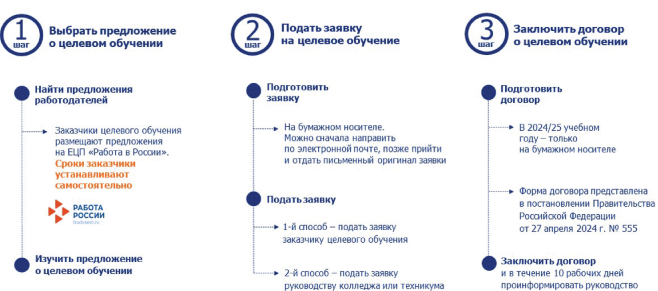 1
шаг
Выбрать предложение
о целевом обучении
Найти предложения
работодателей
Заказчики целевого обучения
размещают предложения
на ЕЦП «Работа в России».
Сроки заказчики
устанавливают
самостоятельно
РАБОТА
РОССИИ
Изучить предложение
о целевом обучении
2
шаг
Подать заявку
на целевое обучение
Подготовить
заявку
На бумажном носителе.
Можно сначала направить
по электронной почте, позже прийти
и отдать письменный оригинал заявки
Подать заявку
1-й способ – подать заявку
заказчику целевого обучения
2-й способ – подать заявку
руководству колледжа или техникума
3
шаг
Заключить договор
о целевом обучении
Подготовить
договор
В 2024/25 учебном
году – только
на бумажном носителе
Форма договора представлена
в постановлении Правительства
Российской Федерации
от 27 апреля 2024 г. № 555
Заключить договор
и в течение 10 рабочих дней
проинформировать руководство